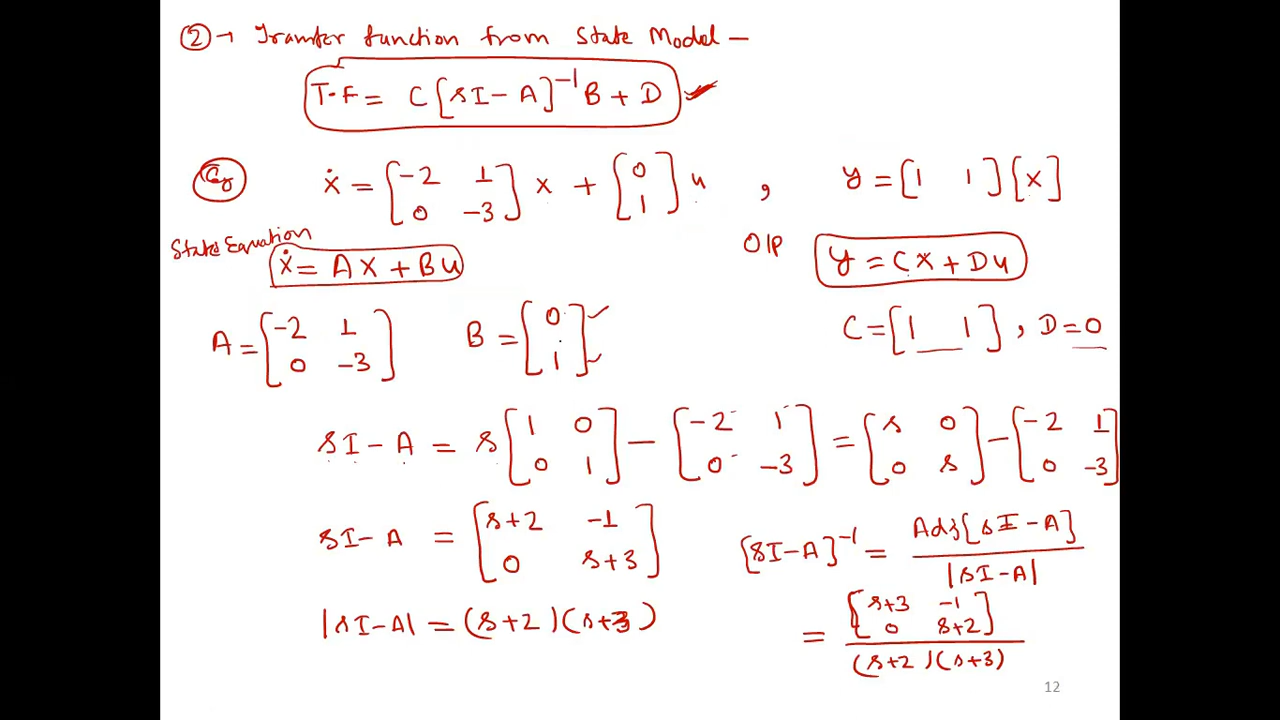 ② → Transfer function from State Model —
T.F = C [sI - A]⁻¹ B + D ✓
Eg ẋ = [-2 1; 0 -3] x + [0; 1] u , y = [1 1] [x]
State Equation O/P
ẋ = Ax + Bu y = Cx + Du
A = [-2 1; 0 -3] B = [0; 1] C = [1 1] , D = 0
sI - A = s [1 0; 0 1] - [-2 1; 0 -3] = [s 0; 0 s] - [-2 1; 0 -3]
sI - A = [s+2 -1; 0 s+3] [sI - A]⁻¹ = Adj[sI - A] / |sI - A|
|sI - A| = (s+2)(s+3) = [s+3 -1; 0 s+2] / (s+2)(s+3)
12